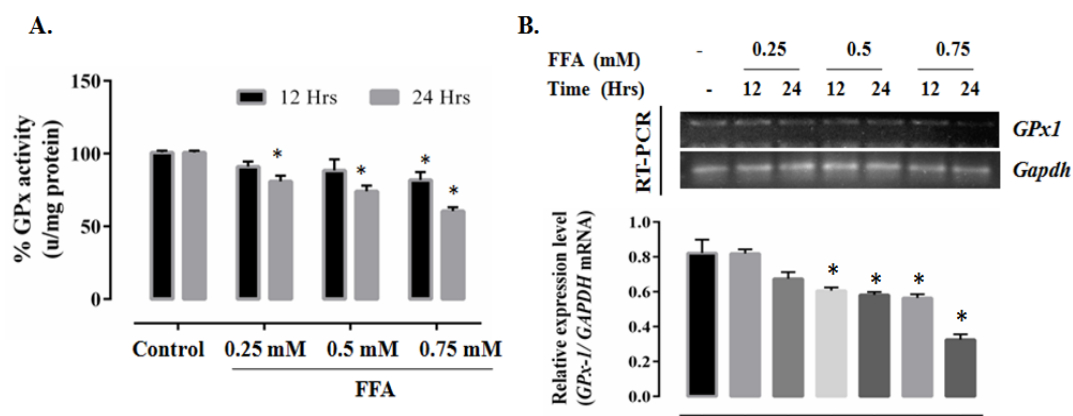 A.
% GPx activity
(u/mg protein)
150
100
50
0
12 Hrs 24 Hrs
*
*
*
*
Control 0.25 mM 0.5 mM 0.75 mM
FFA
B.
FFA (mM) - 0.25 0.5 0.75
Time (Hrs) - 12 24 12 24 12 24
RT-PCR
GPx1
Gapdh
Relative expression level
(GPx-1/ GAPDH mRNA)
1.0
0.8
0.6
0.4
0.2
0.0
* * * *